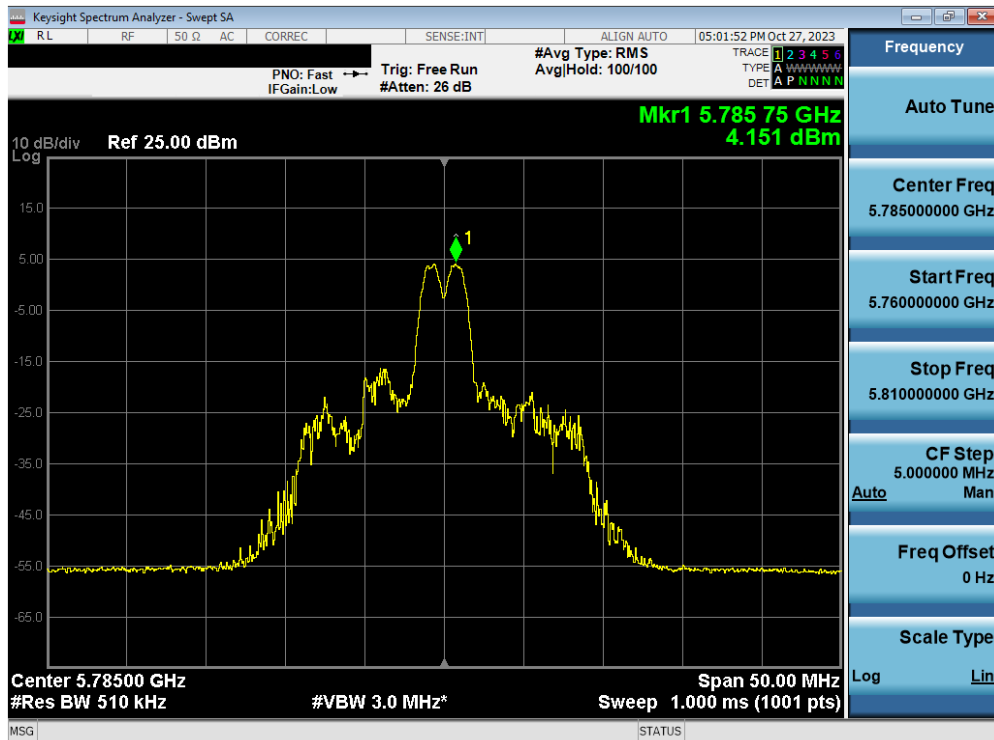 Keysight Spectrum Analyzer - Swept SA
LXI RL RF 50 Ω AC CORREC SENSE:INT ALIGN AUTO 05:01:52 PM Oct 27, 2023
PNO: Fast
IFGain:Low
Trig: Free Run
#Atten: 26 dB
#Avg Type: RMS
Avg|Hold: 100/100
TRACE 1 2 3 4 5 6
TYPE A WWWWW
DET A P N N N N
Mkr1 5.785 75 GHz
4.151 dBm
10 dB/div
Log
Ref 25.00 dBm
15.0
5.00
-5.00
-15.0
-25.0
-35.0
-45.0
-55.0
-65.0
1
Center 5.78500 GHz
Span 50.00 MHz
#Res BW 510 kHz
#VBW 3.0 MHz*
Sweep 1.000 ms (1001 pts)
MSG
STATUS
Frequency
Auto Tune
Center Freq
5.785000000 GHz
Start Freq
5.760000000 GHz
Stop Freq
5.810000000 GHz
CF Step
5.000000 MHz
Auto Man
Freq Offset
0 Hz
Scale Type
Log Lin